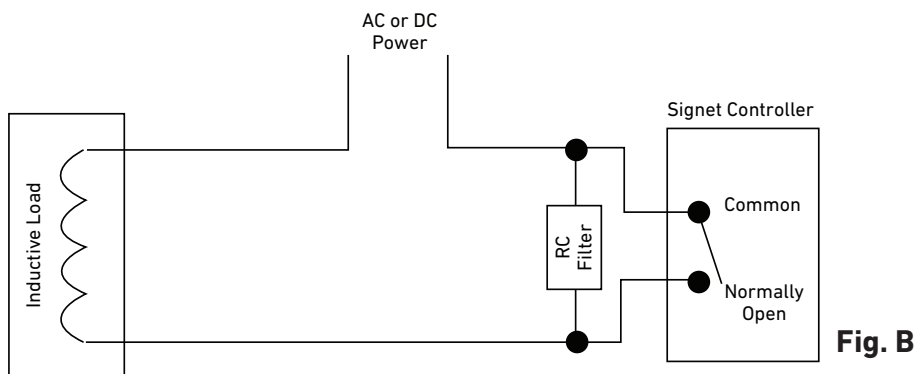 AC or DC
Power
Signet Controller
Inductive Load
RC
Filter
Common
Normally
Open
Fig. B